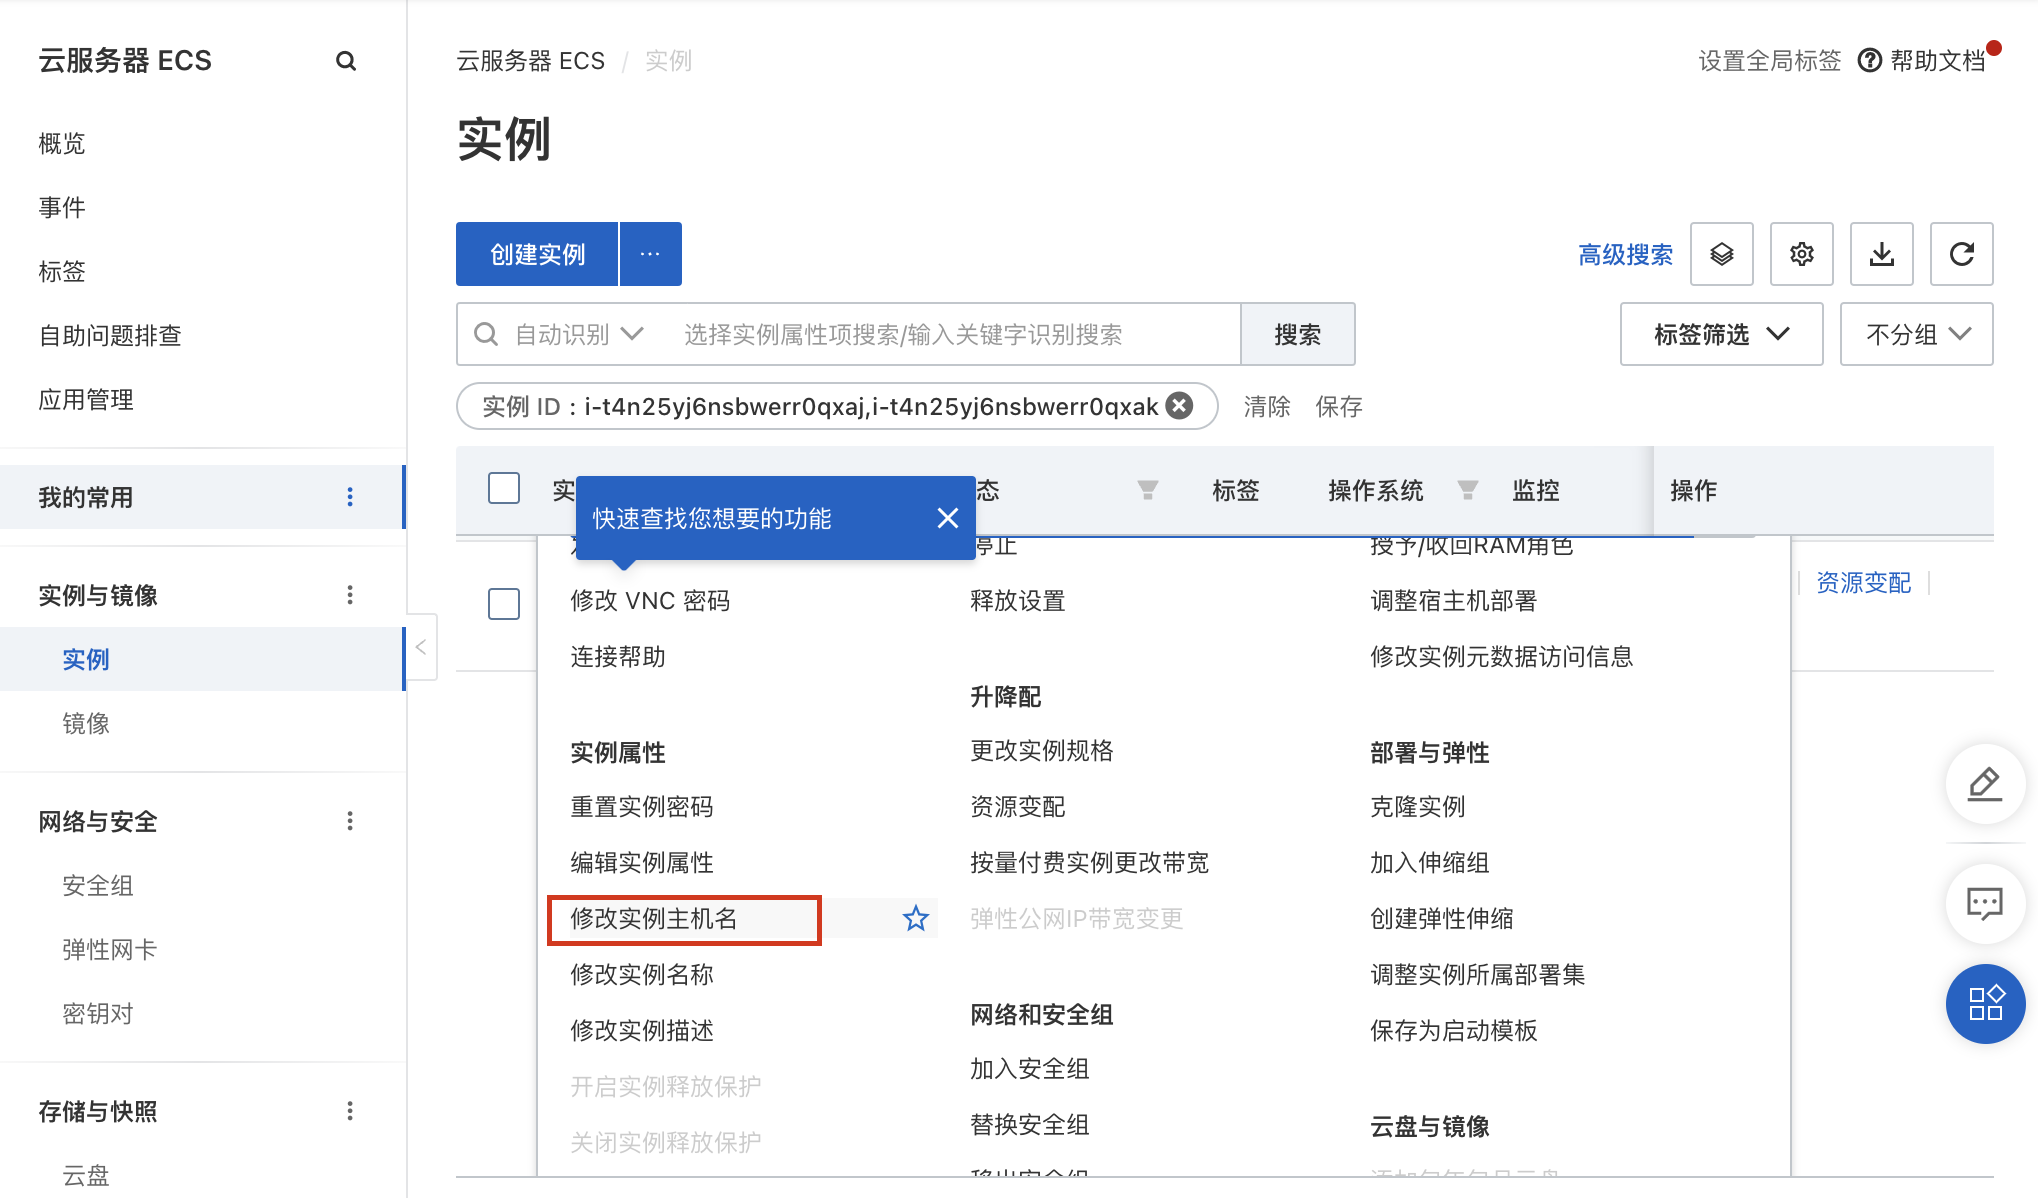 云服务器 ECS
概览
事件
标签
自助问题排查
应用管理
我的常用
实例与镜像
实例
镜像
网络与安全
安全组
弹性网卡
密钥对
存储与快照
云盘
云服务器 ECS / 实例
设置全局标签 帮助文档
实例
创建实例 ···
高级搜索
自动识别 选择实例属性项搜索/输入关键字识别搜索 搜索
标签筛选 不分组
实例 ID : i-t4n25yj6nsbwerr0qxaj,i-t4n25yj6nsbwerr0qxak 清除 保存
实 态 标签 操作系统 监控 操作
快速查找您想要的功能
资源变配
修改 VNC 密码
连接帮助
实例属性
重置实例密码
编辑实例属性
修改实例主机名
修改实例名称
修改实例描述
开启实例释放保护
关闭实例释放保护
停止
释放设置
升降配
更改实例规格
资源变配
按量付费实例更改带宽
弹性公网IP带宽变更
网络和安全组
加入安全组
替换安全组
移出安全组
授予/收回RAM角色
调整宿主机部署
修改实例元数据访问信息
部署与弹性
克隆实例
加入伸缩组
创建弹性伸缩
调整实例所属部署集
保存为启动模板
云盘与镜像